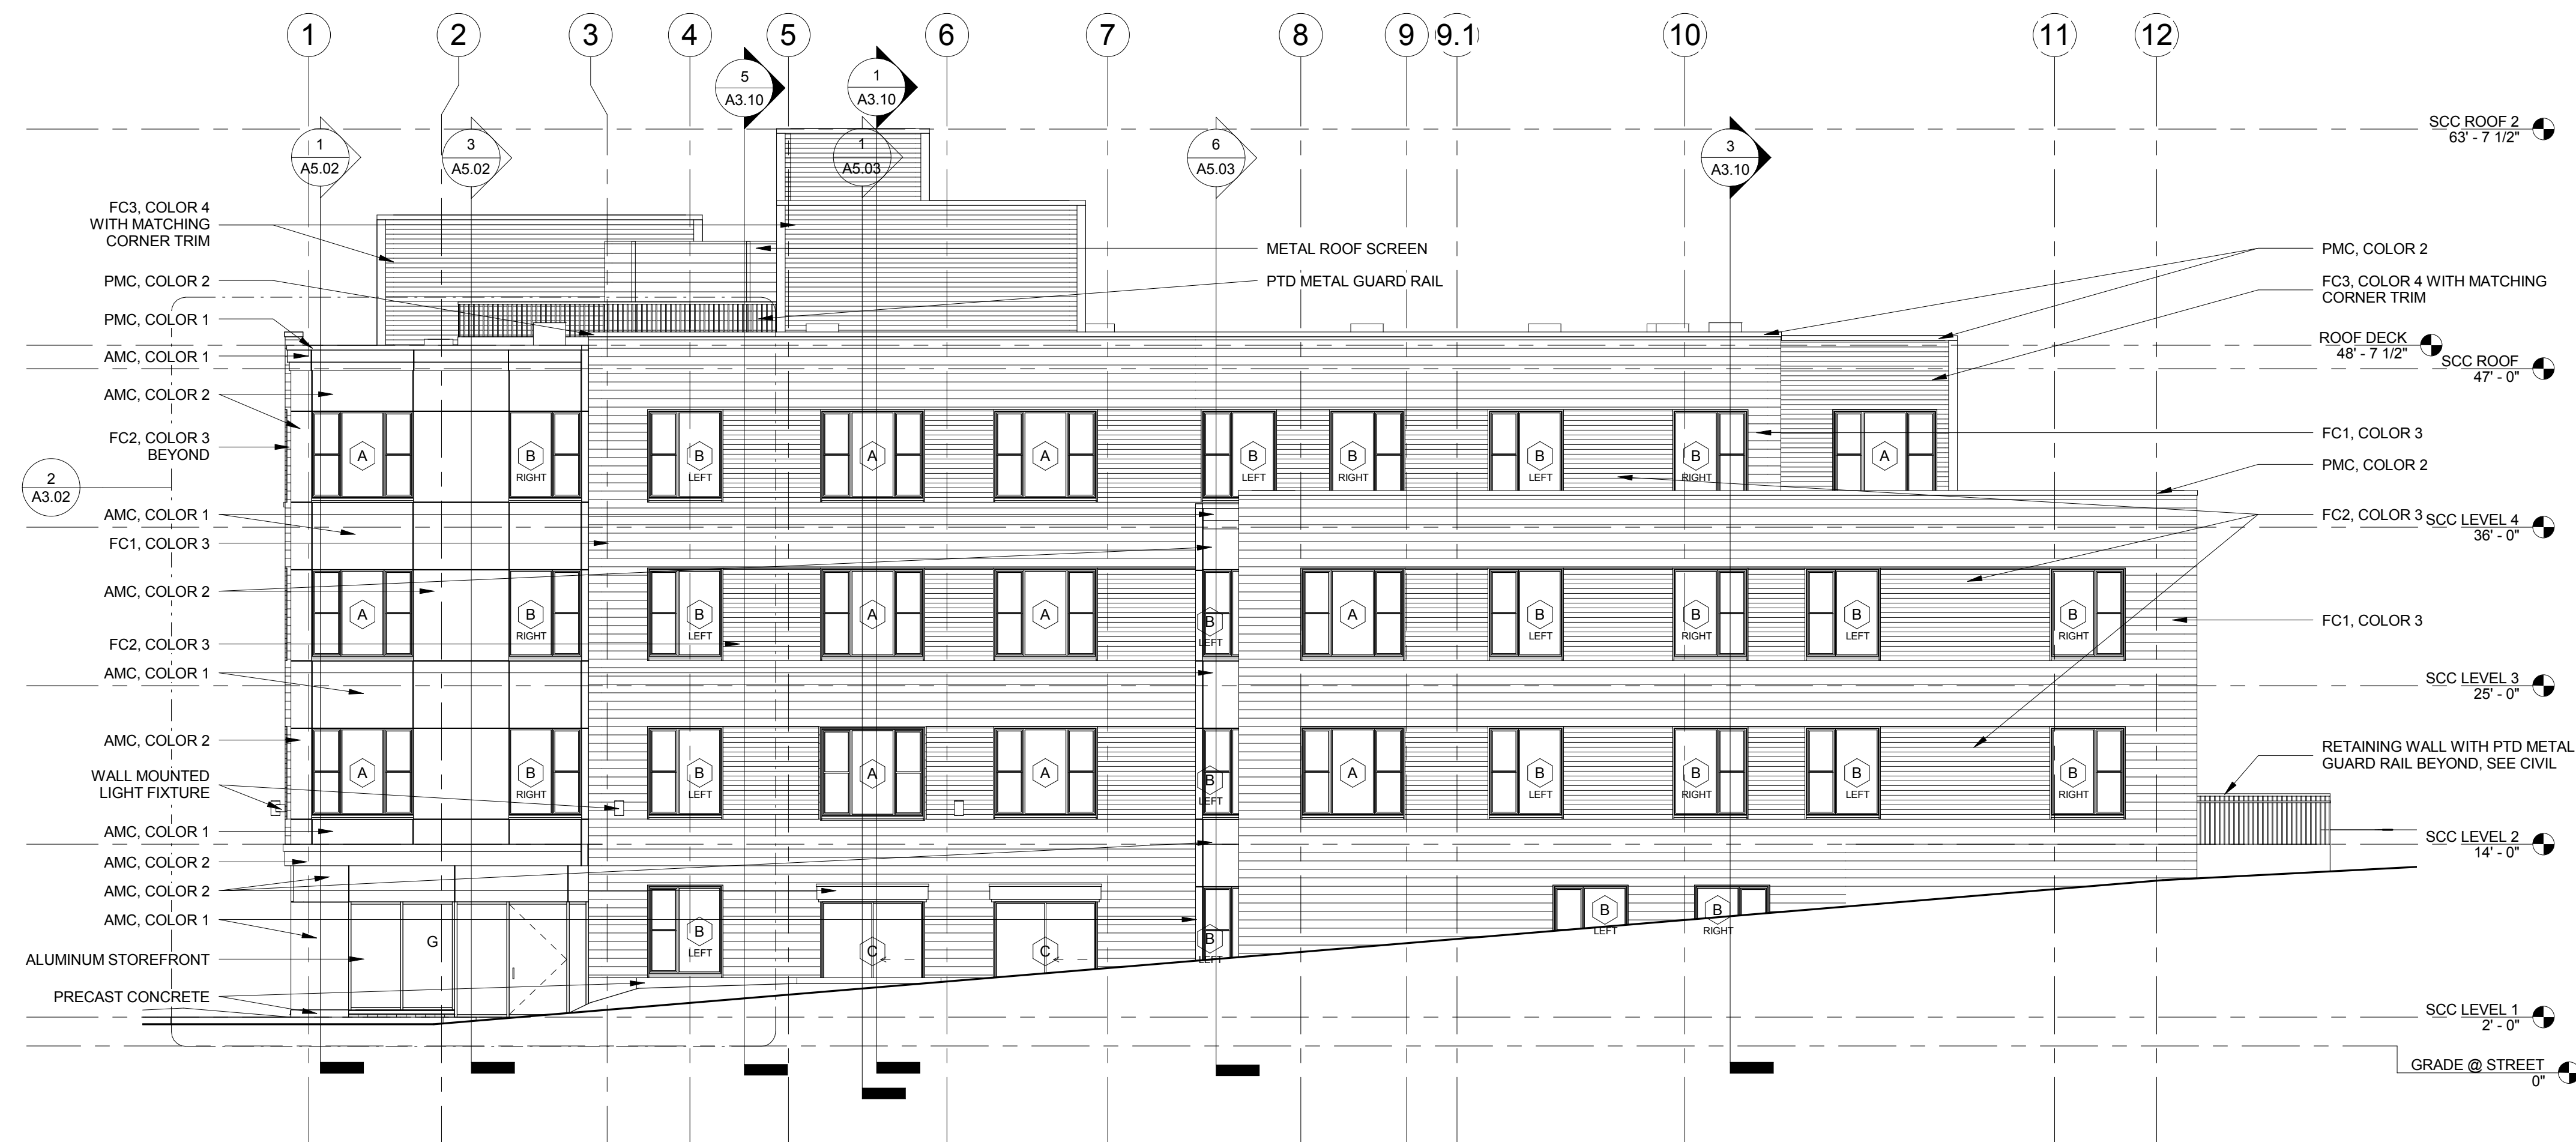 1
2
3
4
5
6
7
8
9
9.1
10
11
12
5
A3.10
1
A3.10
1
A5.02
3
A5.02
1
A5.03
6
A5.03
3
A3.10
SCC ROOF 2
63' - 7 1/2"
FC3, COLOR 4
WITH MATCHING
CORNER TRIM
PMC, COLOR 2
PMC, COLOR 1
AMC, COLOR 1
AMC, COLOR 2
FC2, COLOR 3
BEYOND
2
A3.02
AMC, COLOR 1
FC1, COLOR 3
AMC, COLOR 2
FC2, COLOR 3
AMC, COLOR 1
AMC, COLOR 2
WALL MOUNTED
LIGHT FIXTURE
AMC, COLOR 1
AMC, COLOR 2
AMC, COLOR 2
AMC, COLOR 1
ALUMINUM STOREFRONT
PRECAST CONCRETE
METAL ROOF SCREEN
PTD METAL GUARD RAIL
A
B
RIGHT
B
LEFT
A
A
B
LEFT
B
RIGHT
B
LEFT
B
RIGHT
A
A
B
RIGHT
B
LEFT
A
A
B
LEFT
A
B
LEFT
B
RIGHT
B
LEFT
B
RIGHT
A
B
RIGHT
B
LEFT
A
A
B
LEFT
A
B
LEFT
B
RIGHT
B
LEFT
B
RIGHT
G
B
LEFT
C
C
B
LEFT
B
LEFT
B
RIGHT
PMC, COLOR 2
FC3, COLOR 4 WITH MATCHING
CORNER TRIM
ROOF DECK
48' - 7 1/2"
SCC ROOF
47' - 0"
FC1, COLOR 3
PMC, COLOR 2
FC2, COLOR 3
SCC LEVEL 4
36' - 0"
FC1, COLOR 3
SCC LEVEL 3
25' - 0"
RETAINING WALL WITH PTD METAL
GUARD RAIL BEYOND, SEE CIVIL
SCC LEVEL 2
14' - 0"
SCC LEVEL 1
2' - 0"
GRADE @ STREET
0"